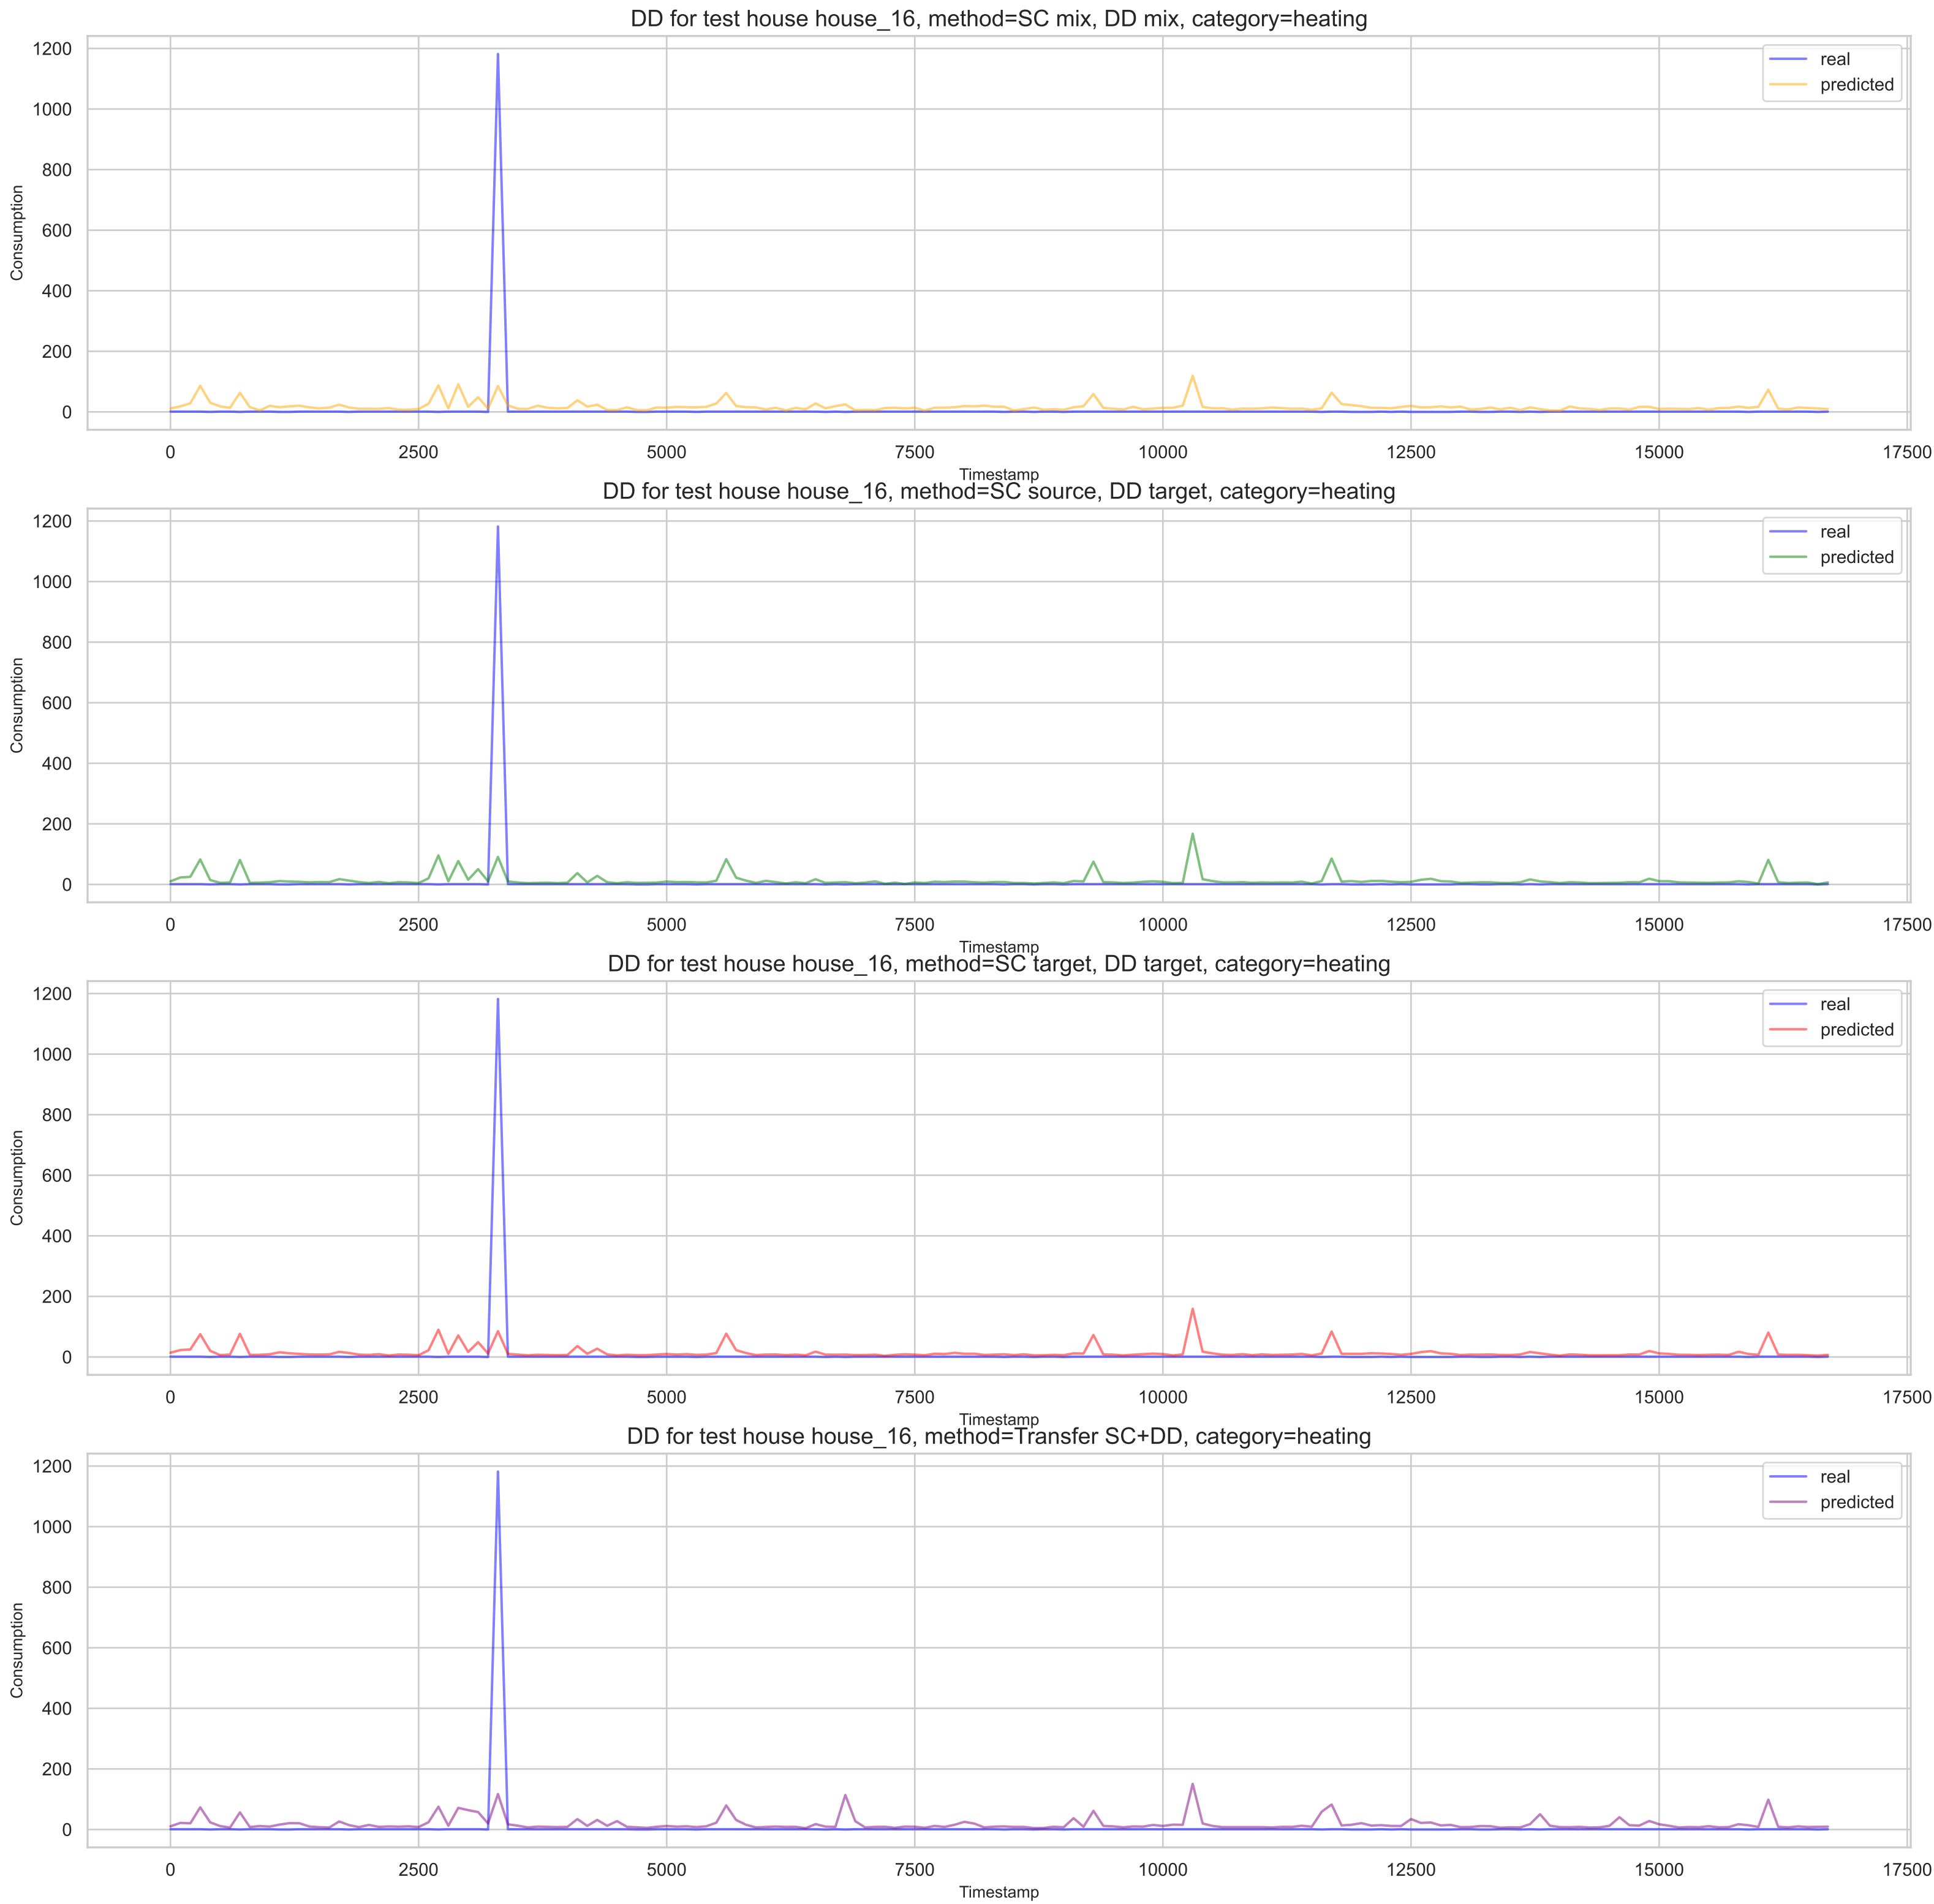 DD for test house house_16, method=SC mix, DD mix, category=heating
1200
1000
800
600
400
200
0
Consumption
real
predicted
0 2500 5000 7500 10000 12500 15000 17500
Timestamp
DD for test house house_16, method=SC source, DD target, category=heating
1200
1000
800
600
400
200
0
Consumption
real
predicted
0 2500 5000 7500 10000 12500 15000 17500
Timestamp
DD for test house house_16, method=SC target, DD target, category=heating
1200
1000
800
600
400
200
0
Consumption
real
predicted
0 2500 5000 7500 10000 12500 15000 17500
Timestamp
DD for test house house_16, method=Transfer SC+DD, category=heating
1200
1000
800
600
400
200
0
Consumption
real
predicted
0 2500 5000 7500 10000 12500 15000 17500
Timestamp